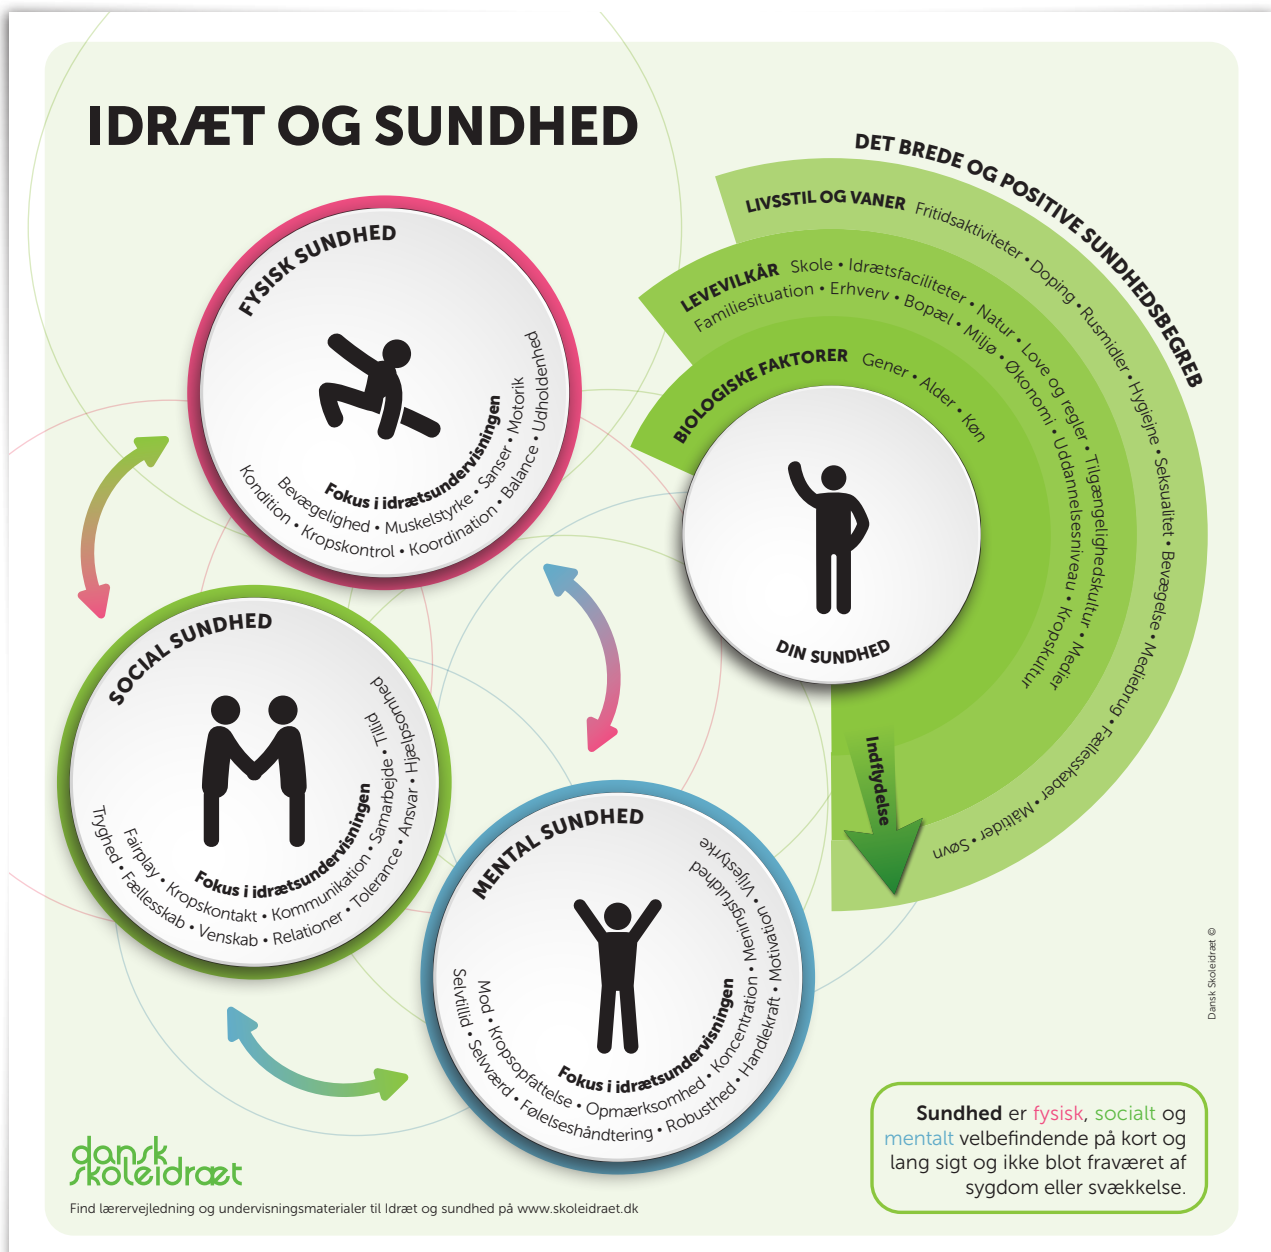 IDRÆT OG SUNDHED
FYSISK SUNDHED
Fokus i idrætsundervisningen
Bevægelighed • Muskelstyrke • Sanser • Motorik
Kondition • Kropskontrol • Koordination • Balance • Udholdenhed
SOCIAL SUNDHED
Fokus i idrætsundervisningen
Fairplay • Kropskontakt • Kommunikation • Samarbejde • Tillid
Tryghed • Fællesskab • Venskab • Relationer • Tolerance • Ansvar • Hjælpsomhed
MENTAL SUNDHED
Fokus i idrætsundervisningen
Mod • Kropsopfattelse • Opmærksomhed • Koncentration • Meningsfuldhed
Selvtillid • Selvværd • Følelseshåndtering • Robusthed • Handlekraft • Motivation • Viljestyrke
DET BREDE OG POSITIVE SUNDHEDSBEGREB
LIVSSTIL OG VANER Fritidsaktiviteter • Doping • Rusmidler • Hygiejne • Seksualitet • Bevægelse • Mediebrug • Fællesskaber • Måltider • Søvn
LEVEVILKÅR Skole • Idrætsfaciliteter • Natur • Love og regler • Tilgængelighedskultur • Medier
Familiesituation • Erhverv • Bopæl • Miljø • Økonomi • Uddannelsesniveau • Kropskultur
BIOLOGISKE FAKTORER Gener • Alder • Køn
DIN SUNDHED
Indflydelse
Dansk Skoleidræt ©
Sundhed er fysisk, socialt og
mentalt velbefindende på kort og
lang sigt og ikke blot fraværet af
sygdom eller svækkelse.
dansk
skoleidræt
Find lærervejledning og undervisningsmaterialer til Idræt og sundhed på www.skoleidraet.dk